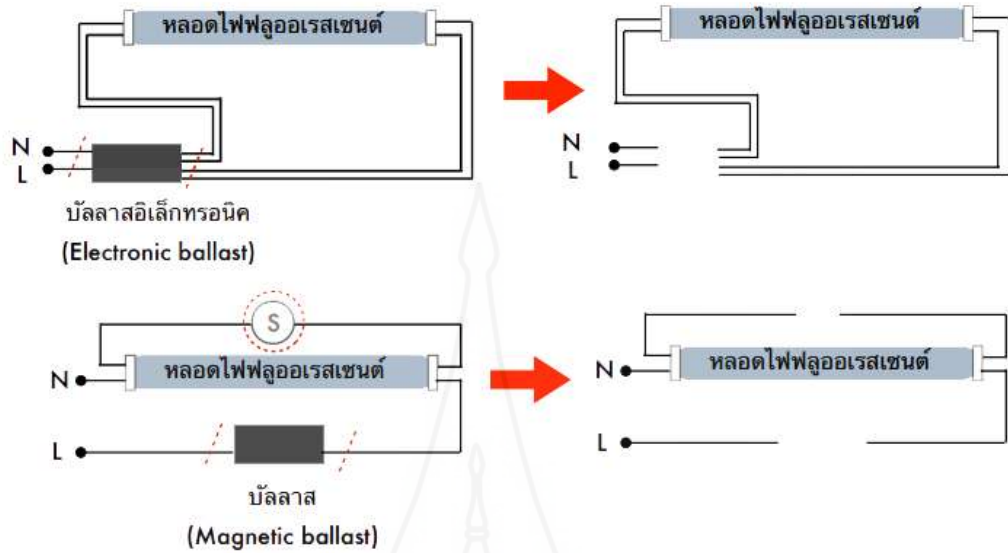 หลอดไฟฟลูออเรสเซนต์
หลอดไฟฟลูออเรสเซนต์
N
L
N
L
บัลลาสอิเล็กทรอนิค
(Electronic ballast)
S
N
หลอดไฟฟลูออเรสเซนต์
N
หลอดไฟฟลูออเรสเซนต์
L
L
บัลลาส
(Magnetic ballast)